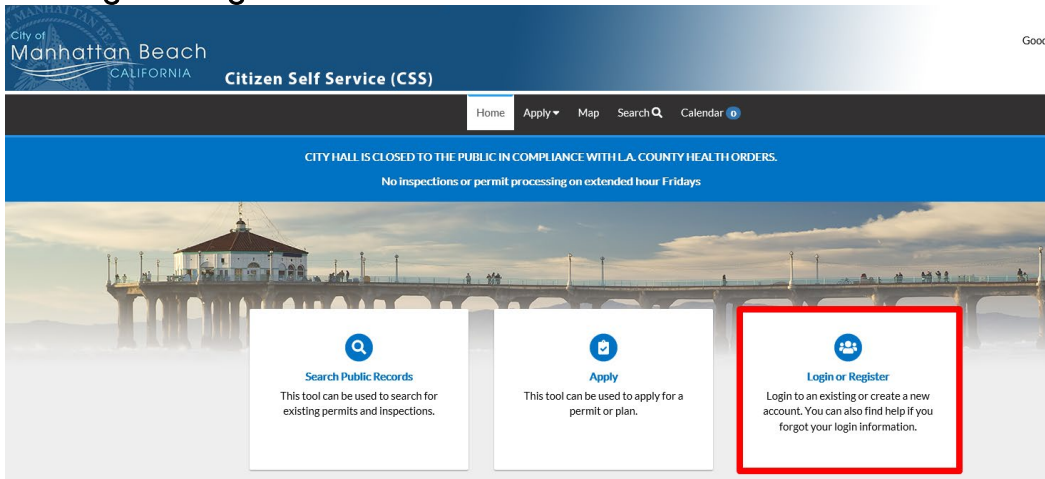 City of
Manhattan Beach
CALIFORNIA
Citizen Self Service (CSS)
Home Apply Map Search Calendar 0
CITY HALL IS CLOSED TO THE PUBLIC IN COMPLIANCE WITH L.A. COUNTY HEALTH ORDERS.
No inspections or permit processing on extended hour Fridays
Search Public Records
This tool can be used to search for
existing permits and inspections.
Apply
This tool can be used to apply for a
permit or plan.
Login or Register
Login to an existing or create a new
account. You can also find help if you
forgot your login information.